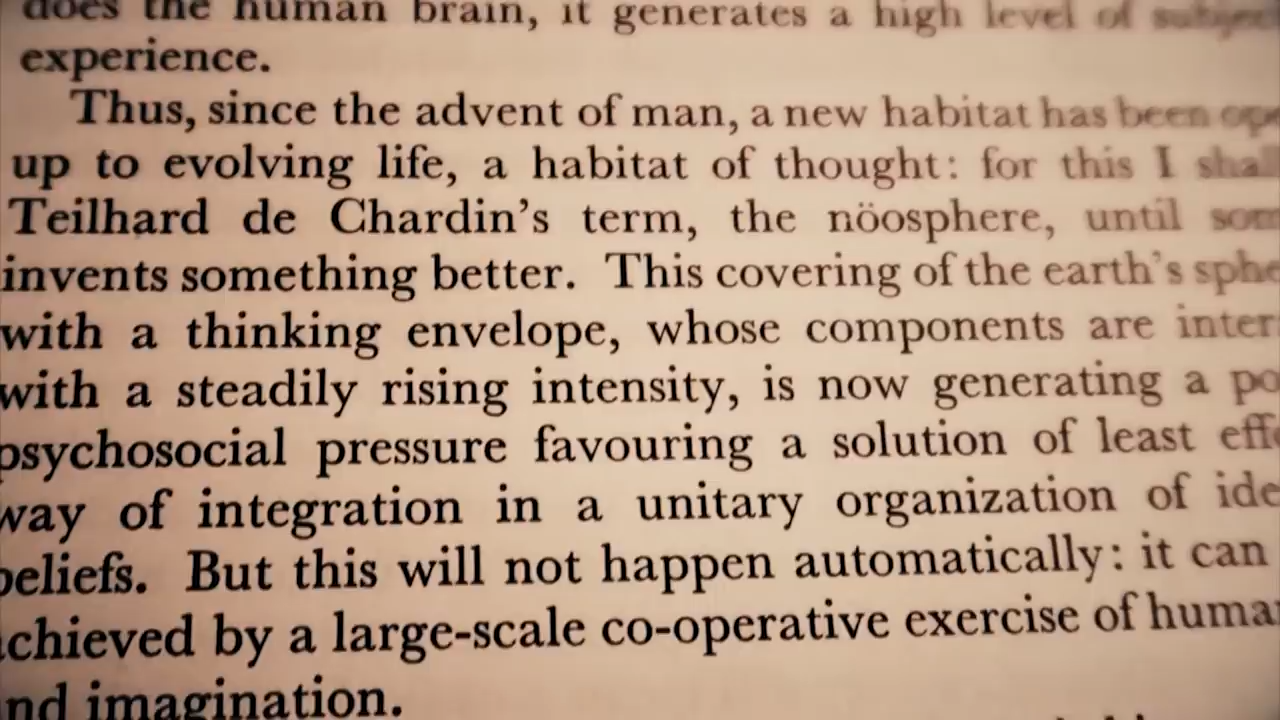 does the human brain, it generates a high level of
experience.
Thus, since the advent of man, a new habitat has been
up to evolving life, a habitat of thought: for this I
Teilhard de Chardin's term, the nöosphere, until
invents something better. This covering of the earth's
with a thinking envelope, whose components are
with a steadily rising intensity, is now generating a
psychosocial pressure favouring a solution of least
way of integration in a unitary organization of
beliefs. But this will not happen automatically: it can
achieved by a large-scale co-operative exercise of
and imagination.